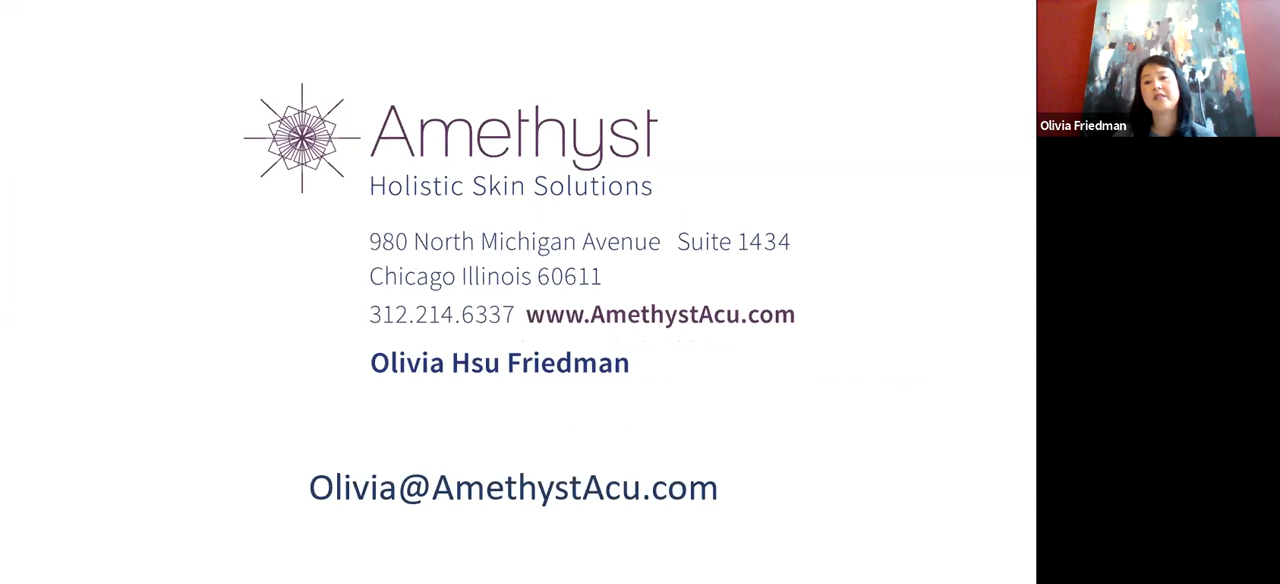 Amethyst
Holistic Skin Solutions
980 North Michigan Avenue Suite 1434
Chicago Illinois 60611
312.214.6337 www.AmethystAcu.com
Olivia Hsu Friedman
Olivia@AmethystAcu.com
Olivia Friedman